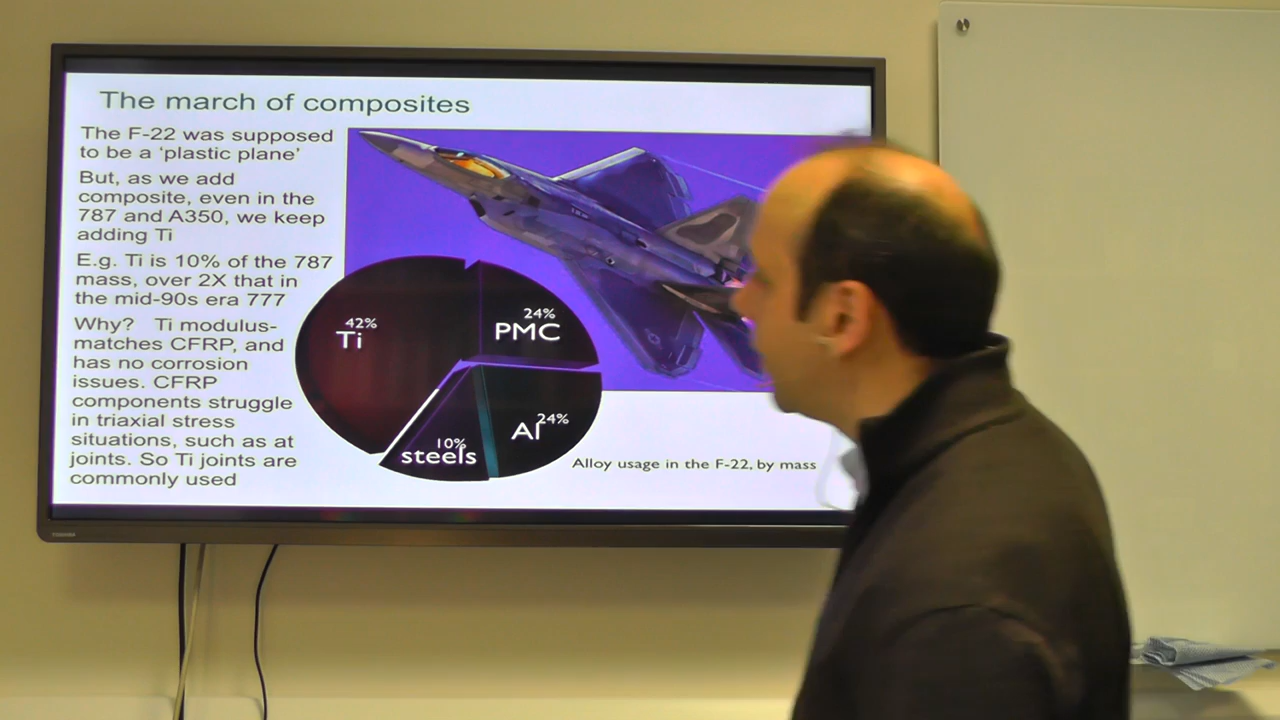 The march of composites
The F-22 was supposed
to be a 'plastic plane'
But, as we add
composite, even in the
787 and A350, we keep
adding Ti
E.g. Ti is 10% of the 787
mass, over 2X that in
the mid-90s era 777
Why? Ti modulus-
matches CFRP, and
has no corrosion
issues. CFRP
components struggle
in triaxial stress
situations, such as at
joints. So Ti joints are
commonly used
42%
Ti
24%
PMC
24%
Al
10%
steels
Alloy usage in the F-22, by mass
TOSHIBA